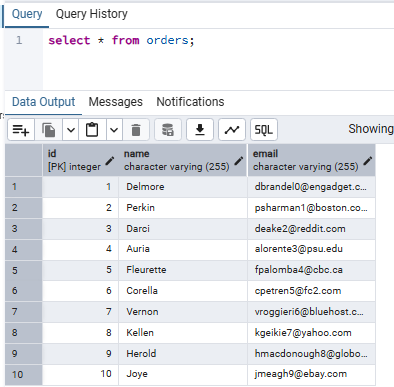 Query Query History
1 select * from orders;
Data Output Messages Notifications
SQL Showing
id name email
[PK] integer character varying (255) character varying (255)
1 1 Delmore dbrandel0@engadget.c...
2 2 Perkin psharman1@boston.co...
3 3 Darci deake2@reddit.com
4 4 Auria alorente3@psu.edu
5 5 Fleurette fpalomba4@cbc.ca
6 6 Corella cpetren5@fc2.com
7 7 Vernon vroggieri6@bluehost.c...
8 8 Kellen kgeikie7@yahoo.com
9 9 Herold hmacdonough8@globo...
10 10 Joye jmeagh9@ebay.com